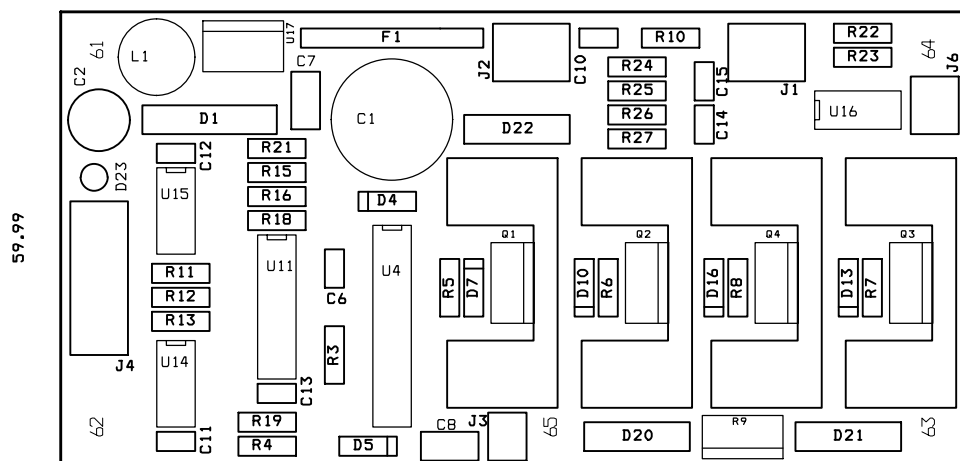 61
L1
U17
F1
J2
C10
R10
J1
R22
R23
64
J6
C2
C7
R24
R25
R26
R27
C15
C14
U16
D1
C1
D22
C12
R21
R15
R16
R18
D23
U15
D4
59.99
U11
U4
Q1
Q2
Q4
Q3
R11
R12
R13
C6
R5
D7
D10
R6
D16
R8
D13
R7
J4
U14
R3
C13
62
C11
R19
R4
D5
C8
J3
65
D20
R9
D21
63